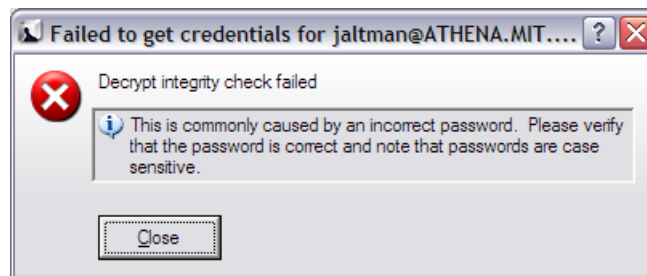 Failed to get credentials for jaltman@ATHENA.MIT....
Decrypt integrity check failed
This is commonly caused by an incorrect password. Please verify
that the password is correct and note that passwords are case
sensitive.
Close